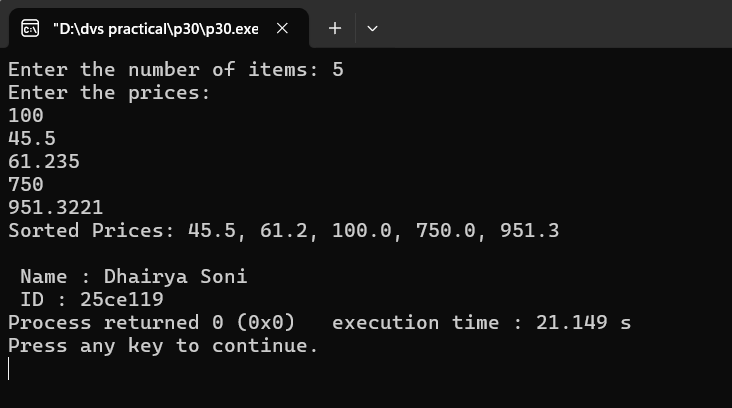 "D:\dvs practical\p30\p30.exe
Enter the number of items: 5
Enter the prices:
100
45.5
61.235
750
951.3221
Sorted Prices: 45.5, 61.2, 100.0, 750.0, 951.3
Name : Dhairya Soni
ID : 25ce119
Process returned 0 (0x0)   execution time : 21.149 s
Press any key to continue.